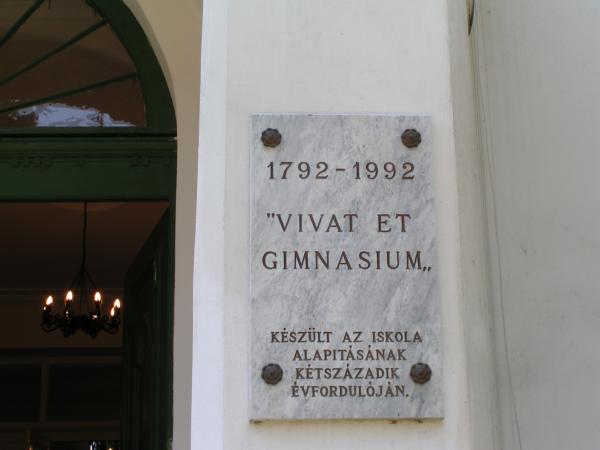 1792-1992
"VIVAT ET
GIMNASIUM„
KÉSZÜLT AZ ISKOLA
ALAPITÁSÁNAK
KÉTSZÁZADIK
ÉVFORDULÓJÁN.